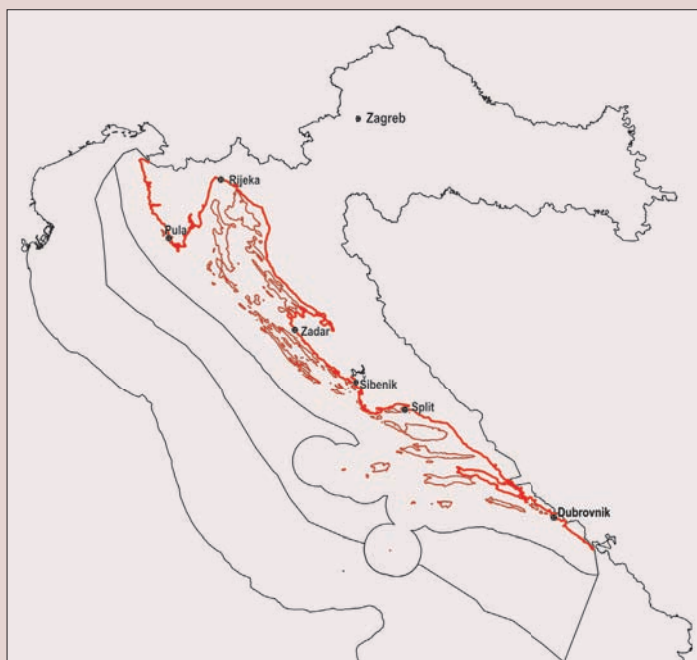 Zagreb
Rijeka
Pula
Zadar
Šibenik
Split
Dubrovnik